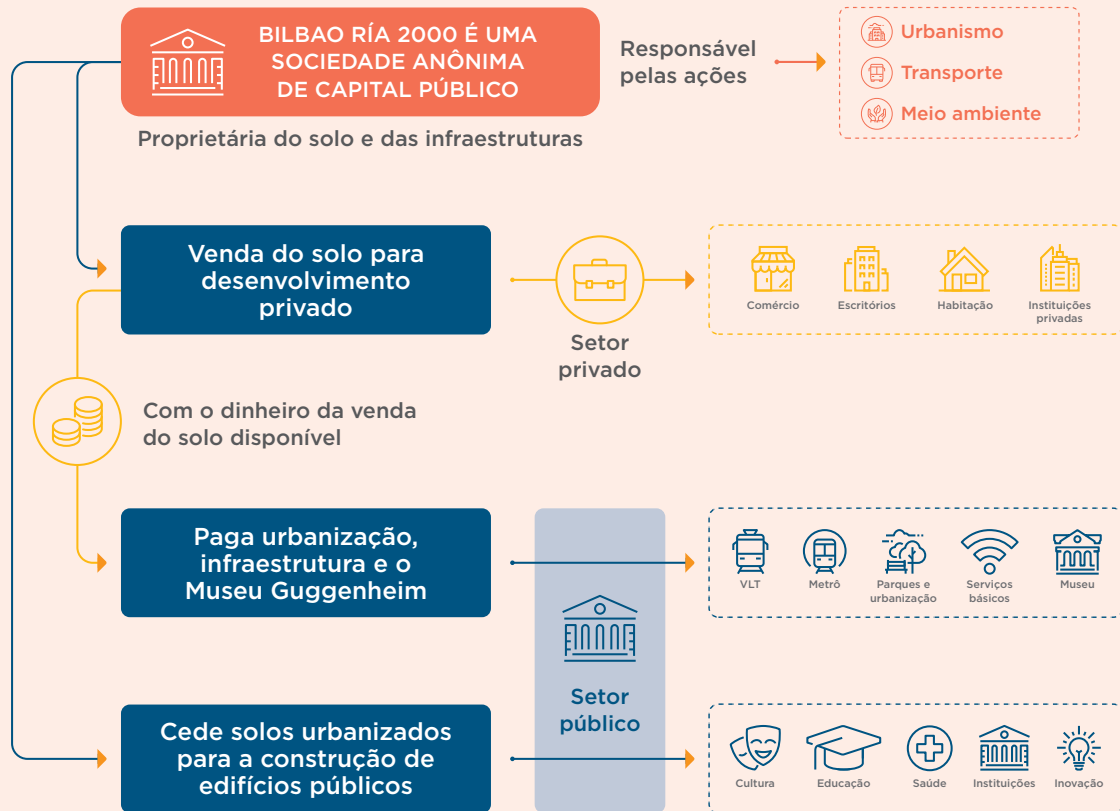 BILBAO RÍA 2000 É UMA
SOCIEDADE ANÔNIMA
DE CAPITAL PÚBLICO
Proprietária do solo e das infraestruturas
Responsável
pelas ações
Urbanismo
Transporte
Meio ambiente
Venda do solo para
desenvolvimento
privado
Setor
privado
Comércio
Escritórios
Habitação
Instituições
privadas
Com o dinheiro da venda
do solo disponível
Paga urbanização,
infraestrutura e o
Museu Guggenheim
VLT
Metrô
Parques e
urbanização
Serviços
básicos
Museu
Setor
público
Cede solos urbanizados
para a construção de
edifícios públicos
Cultura
Educação
Saúde
Instituições
Inovação